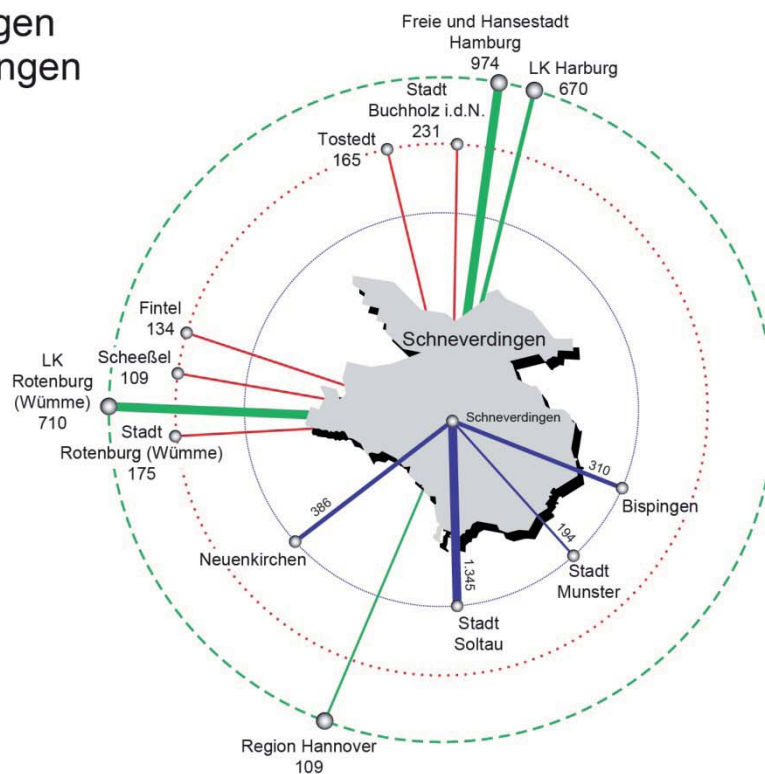 gen
ngen
Freie und Hansestadt
Hamburg
974
LK Harburg
670
Stadt
Buchholz i.d.N.
231
Tostedt
165
Fintel
134
Scheeßel
109
LK
Rotenburg
(Wümme)
710
Stadt
Rotenburg (Wümme)
175
Schneverdingen
Schneverdingen
310
Bispingen
386
194
1.345
Neuenkirchen
Stadt
Munster
Stadt
Soltau
Region Hannover
109